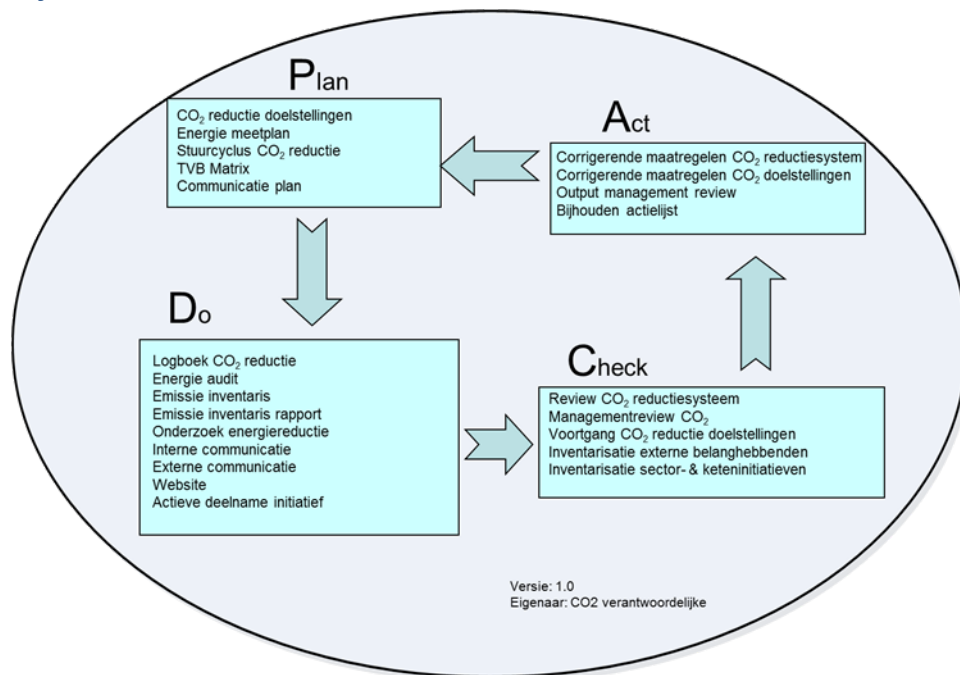 Plan
CO₂ reductie doelstellingen
Energie meetplan
Stuurcyclus CO₂ reductie
TVB Matrix
Communicatie plan
Act
Corrigerende maatregelen CO₂ reductiesystem
Corrigerende maatregelen CO₂ doelstellingen
Output management review
Bijhouden actielijst
Do
Logboek CO₂ reductie
Energie audit
Emissie inventaris
Emissie inventaris rapport
Onderzoek energiereductie
Interne communicatie
Externe communicatie
Website
Actieve deelname initiatief
Check
Review CO₂ reductiesysteem
Managementreview CO₂
Voortgang CO₂ reductie doelstellingen
Inventarisatie externe belanghebbenden
Inventarisatie sector- & keteninitiatieven
Versie: 1.0
Eigenaar: CO2 verantwoordelijke